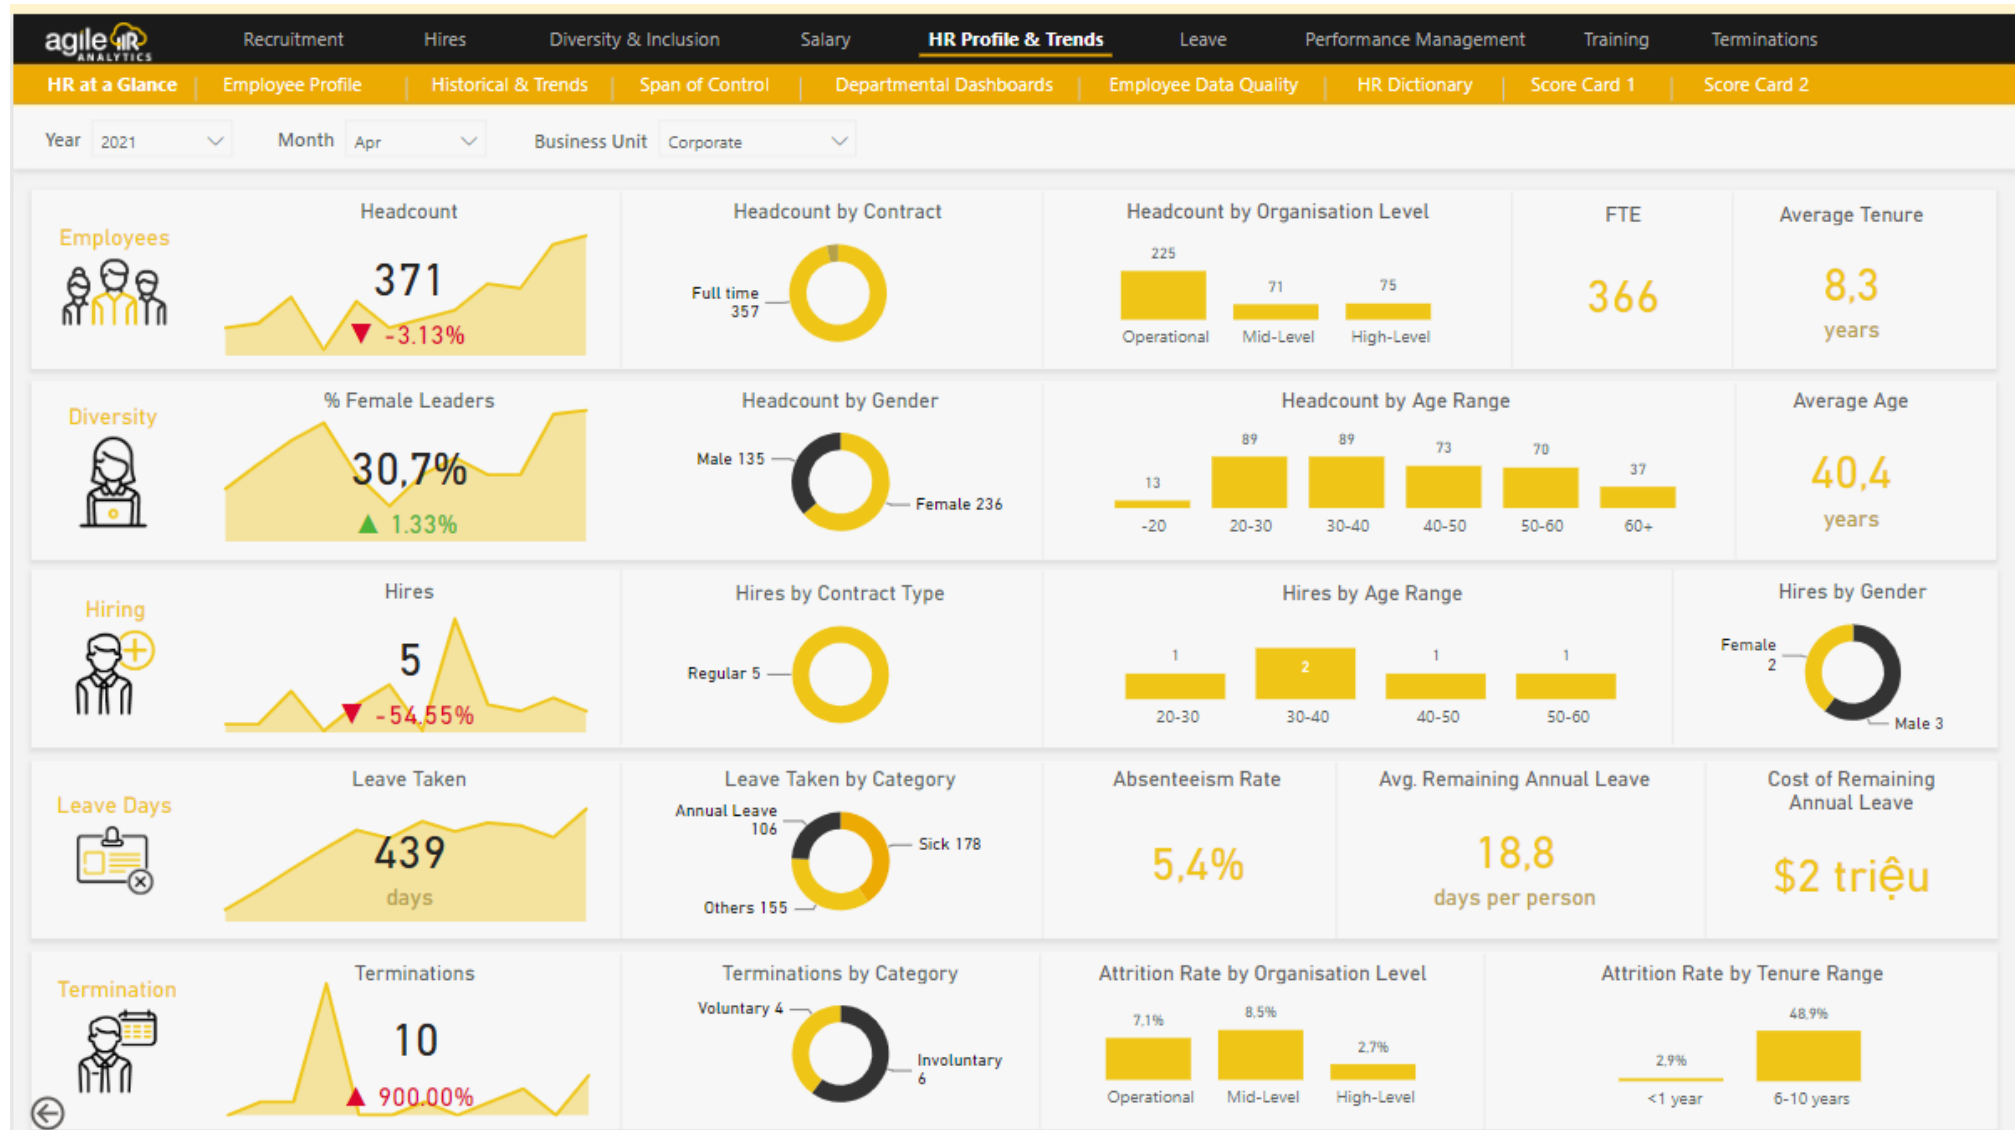 agile HR
ANALYTICS
Recruitment Hires Diversity & Inclusion Salary HR Profile & Trends Leave Performance Management Training Terminations
HR at a Glance Employee Profile Historical & Trends Span of Control Departmental Dashboards Employee Data Quality HR Dictionary Score Card 1 Score Card 2
Year 2021 Month Apr Business Unit Corporate
Employees
Headcount
371
▼ -3.13%
Headcount by Contract
Full time
357
Headcount by Organisation Level
225 71 75
Operational Mid-Level High-Level
FTE
366
Average Tenure
8,3
years
Diversity
% Female Leaders
30,7%
▲ 1.33%
Headcount by Gender
Male 135
Female 236
Headcount by Age Range
13 89 89 73 70 37
-20 20-30 30-40 40-50 50-60 60+
Average Age
40,4
years
Hiring
Hires
5
▼ -54.55%
Hires by Contract Type
Regular 5
Hires by Age Range
1 2 1 1
20-30 30-40 40-50 50-60
Hires by Gender
Female
2
Male 3
Leave Days
Leave Taken
439
days
Leave Taken by Category
Annual Leave
106
Sick 178
Others 155
Absenteeism Rate
5,4%
Avg. Remaining Annual Leave
18,8
days per person
Cost of Remaining
Annual Leave
$2 triệu
Termination
Terminations
10
▲ 900.00%
Terminations by Category
Voluntary 4
Involuntary
6
Attrition Rate by Organisation Level
7,1% 8,5% 2,7%
Operational Mid-Level High-Level
Attrition Rate by Tenure Range
2,9% 48,9%
<1 year 6-10 years